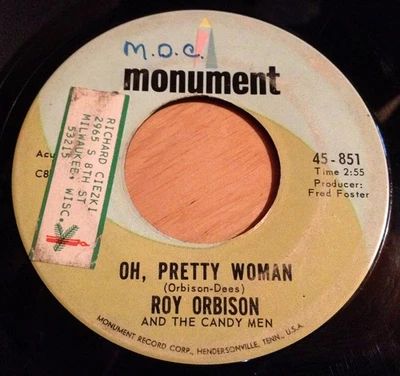 M.O.C.
monument
RICHARD CIEZKI
2965 S 8TH ST
MILWAUKEE, WISC.
53215
45-851
Time 2:55
Producer:
Fred Foster
OH, PRETTY WOMAN
(Orbison-Dees)
ROY ORBISON
AND THE CANDY MEN
MONUMENT RECORD CORP., HENDERSONVILLE, TENN., U.S.A.